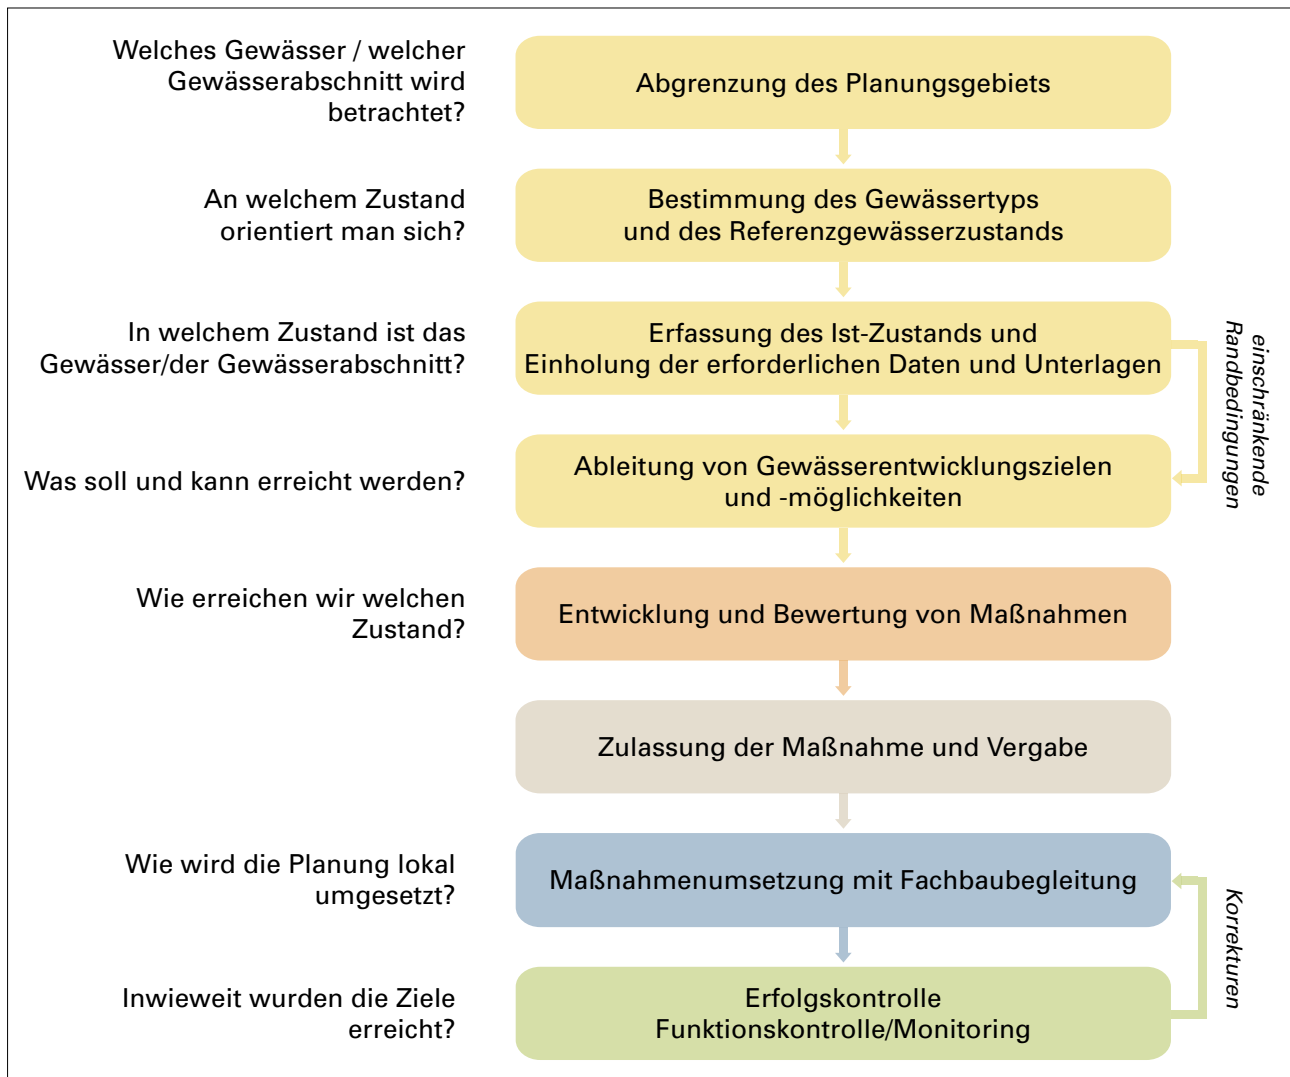 Welches Gewässer / welcher
Gewässerabschnitt wird
betrachtet?
Abgrenzung des Planungsgebiets
An welchem Zustand
orientiert man sich?
Bestimmung des Gewässertyps
und des Referenzgewässerzustands
In welchem Zustand ist das
Gewässer/der Gewässerabschnitt?
Erfassung des Ist-Zustands und
Einholung der erforderlichen Daten und Unterlagen
einschränkende
Randbedingungen
Was soll und kann erreicht werden?
Ableitung von Gewässerentwicklungszielen
und -möglichkeiten
Wie erreichen wir welchen
Zustand?
Entwicklung und Bewertung von Maßnahmen
Zulassung der Maßnahme und Vergabe
Wie wird die Planung lokal
umgesetzt?
Maßnahmenumsetzung mit Fachbaubegleitung
Korrekturen
Inwieweit wurden die Ziele
erreicht?
Erfolgskontrolle
Funktionskontrolle/Monitoring